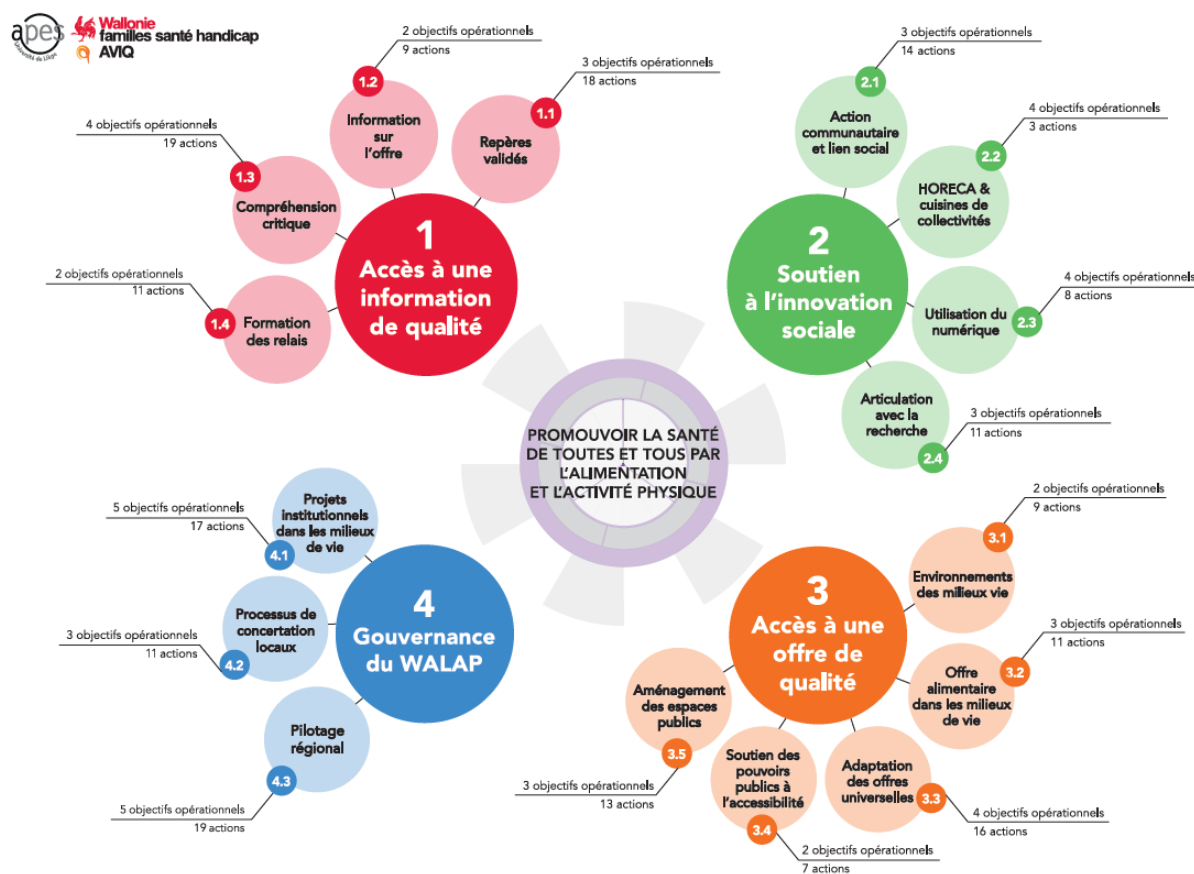 apes
Université de Liège
Wallonie
familles santé handicap
AVIQ
2 objectifs opérationnels
9 actions
1.2
Information
sur
l'offre
3 objectifs opérationnels
18 actions
1.1
Repères
validés
4 objectifs opérationnels
19 actions
1.3
Compréhension
critique
2 objectifs opérationnels
11 actions
1.4
Formation
des relais
1
Accès à une
information
de qualité
3 objectifs opérationnels
14 actions
2.1
Action
communautaire
et lien social
4 objectifs opérationnels
3 actions
2.2
HORECA &
cuisines de
collectivités
2
Soutien
à l'innovation
sociale
4 objectifs opérationnels
8 actions
2.3
Utilisation du
numérique
Articulation
avec la
recherche
2.4
3 objectifs opérationnels
11 actions
PROMOUVOIR LA SANTÉ
DE TOUTES ET TOUS PAR
L'ALIMENTATION
ET L'ACTIVITÉ PHYSIQUE
5 objectifs opérationnels
17 actions
4.1
Projets
institutionnels
dans les milieux
de vie
3 objectifs opérationnels
11 actions
4.2
Processus de
concertation
locaux
4
Gouvernance
du WALAP
Pilotage
régional
4.3
5 objectifs opérationnels
19 actions
2 objectifs opérationnels
9 actions
3.1
Environnements
des milieux vie
3
Accès à une
offre de
qualité
3 objectifs opérationnels
11 actions
3.2
Offre
alimentaire
dans les milieux
de vie
Adaptation
des offres
universelles
3.3
4 objectifs opérationnels
16 actions
Soutien des
pouvoirs
publics à
l'accessibilité
3.4
2 objectifs opérationnels
7 actions
Aménagement
des espaces
publics
3.5
3 objectifs opérationnels
13 actions